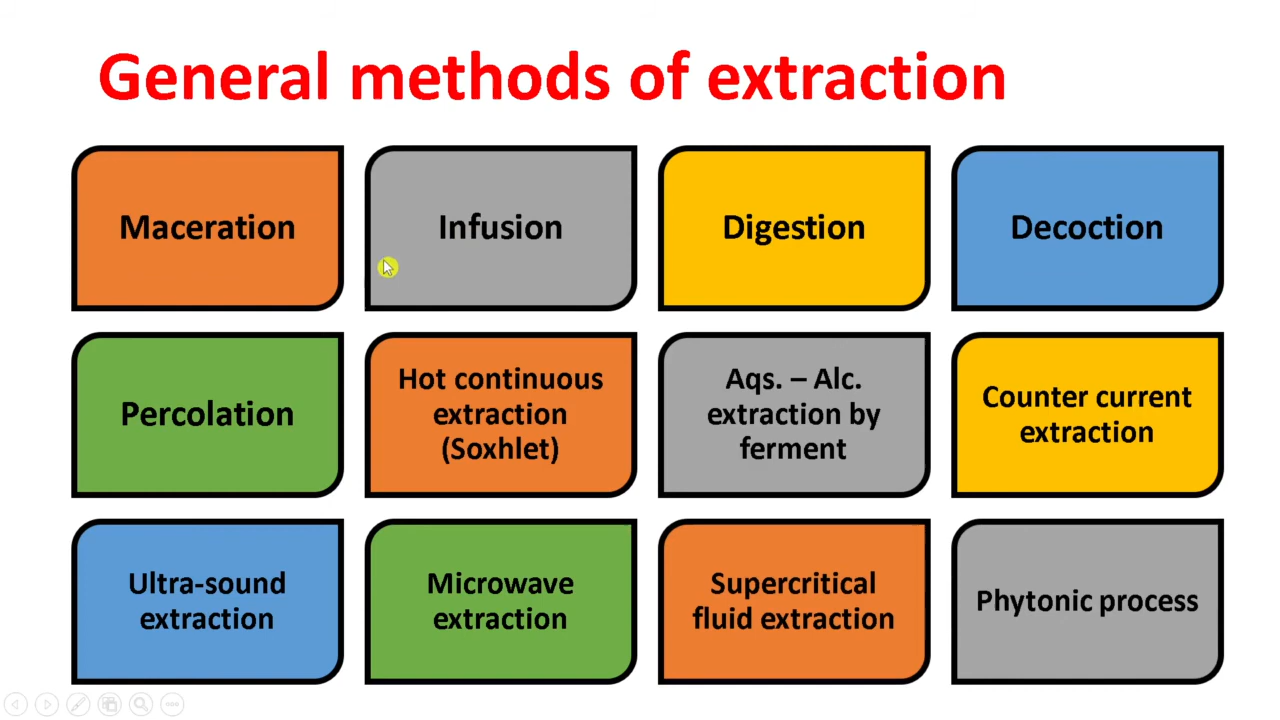 General methods of extraction
Maceration
Infusion
Digestion
Decoction
Percolation
Hot continuous
extraction
(Soxhlet)
Aqs. – Alc.
extraction by
ferment
Counter current
extraction
Ultra-sound
extraction
Microwave
extraction
Supercritical
fluid extraction
Phytonic process